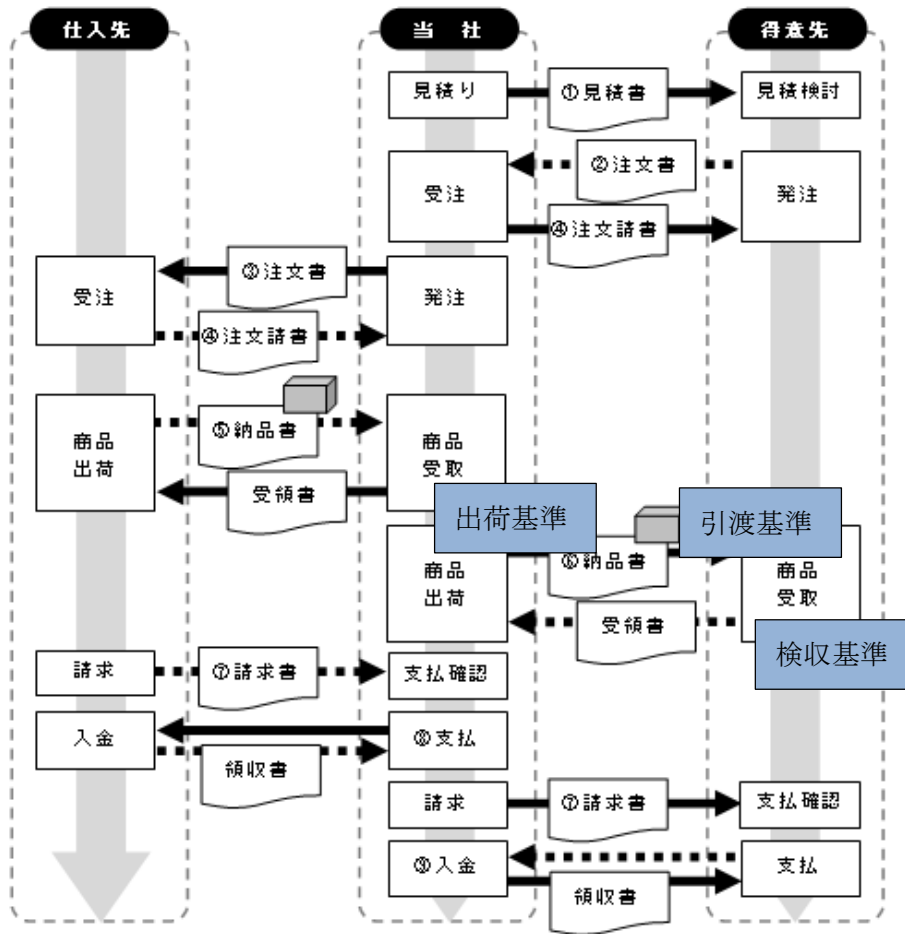 仕入先
当 社
得意先
見積り
①見積書
見積検討
受注
②注文書
発注
④注文請書
受注
③注文書
発注
④注文請書
商品
出荷
⑤納品書
商品
受取
受領書
出荷基準
引渡基準
商品
出荷
⑥納品書
商品
受取
受領書
検収基準
請求
⑦請求書
支払確認
入金
⑧支払
領収書
請求
⑦請求書
支払確認
⑨入金
支払
領収書